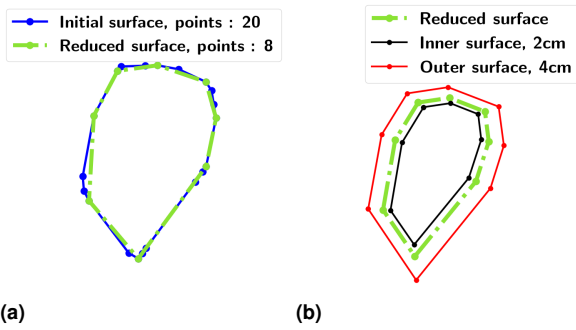 Initial surface, points : 20
Reduced surface, points : 8
Reduced surface
Inner surface, 2cm
Outer surface, 4cm
(a)
(b)